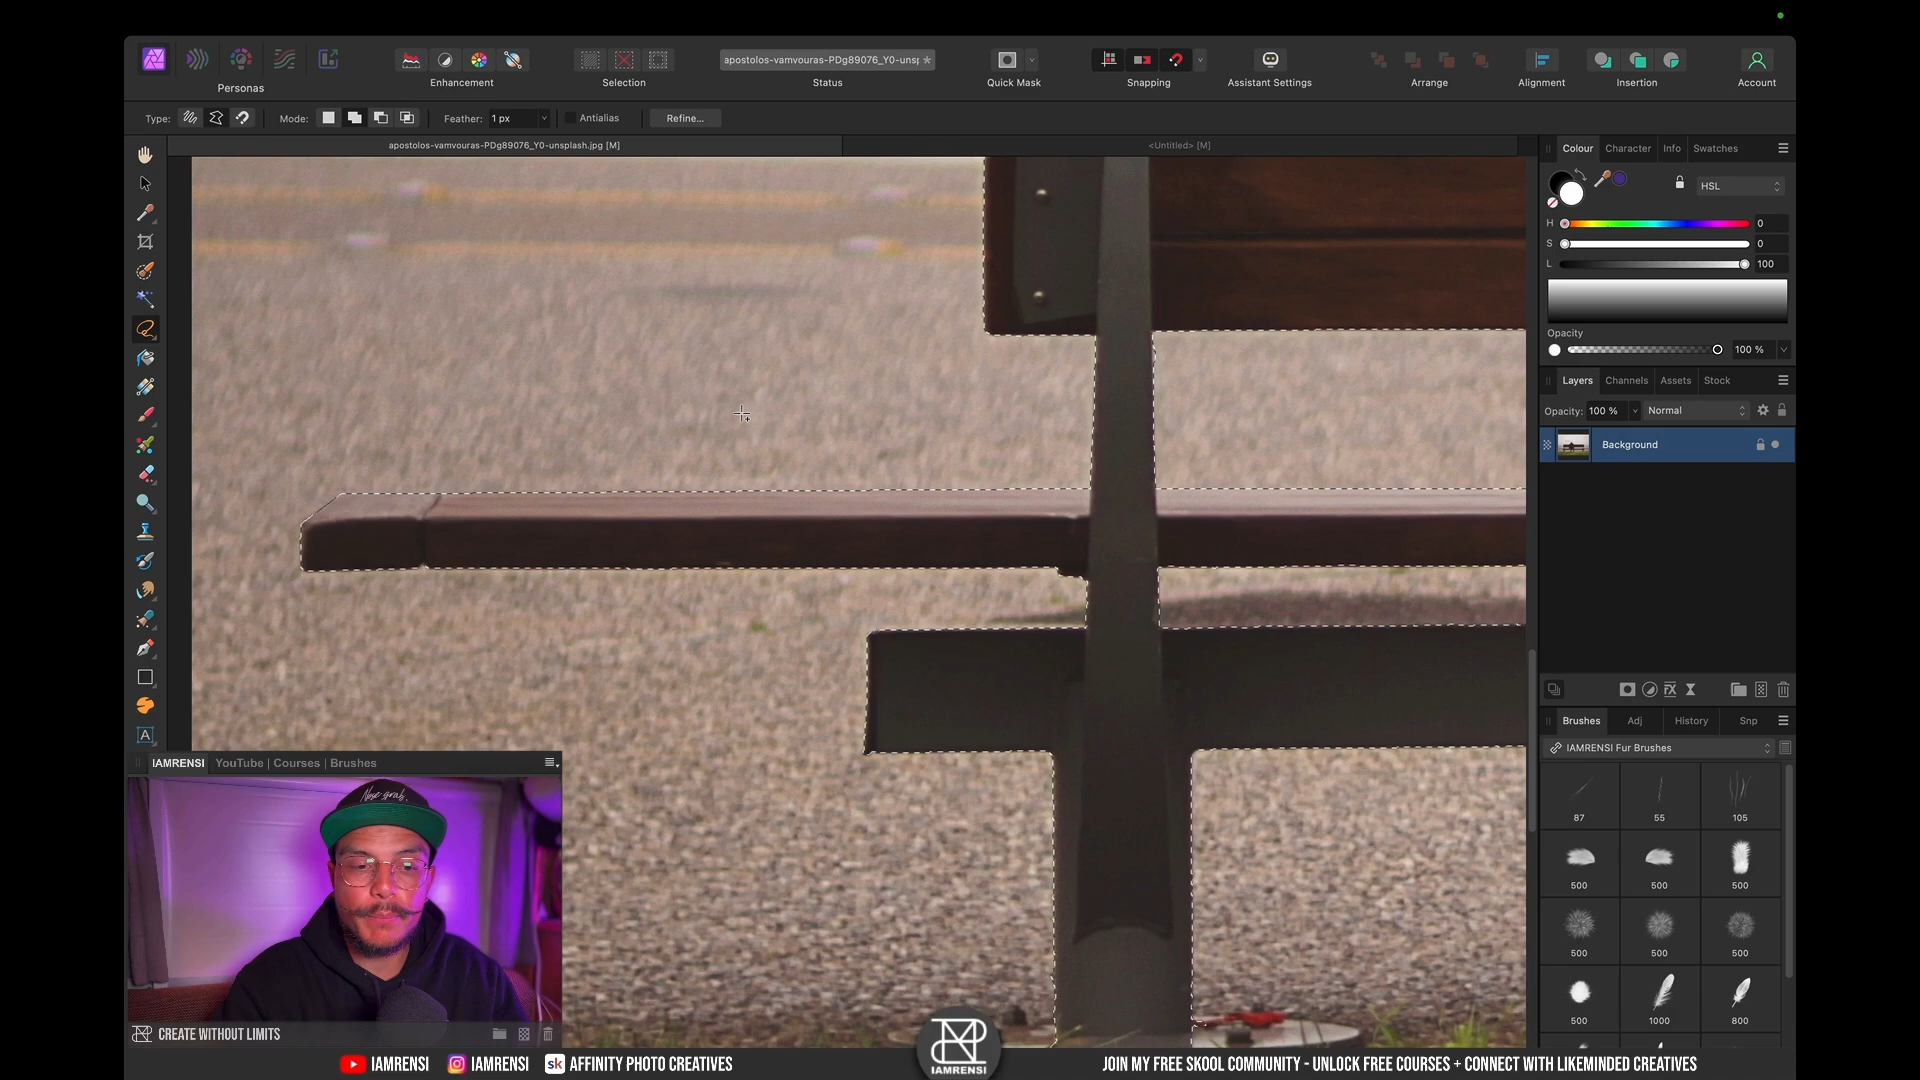 Personas
Enhancement
Selection
apostolos-vamvouras-PDg89076_Y0-unsp
Status
Quick Mask
Snapping
Assistant Settings
Arrange
Alignment
Insertion
Account
Type:
Mode:
Feather: 1 px
Antialias
Refine...
apostolos-vamvouras-PDg89076_Y0-unsplash.jpg [M]
<Untitled> [M]
Colour Character Info Swatches
HSL
H 0
S 0
L 100
Opacity
100 %
Layers Channels Assets Stock
Opacity: 100 % Normal
Background
Brushes Adj History Snp
IAMRENSI Fur Brushes
87 55 105
500 500 500
500 500 500
500 1000 800
A
IAMRENSI YouTube | Courses | Brushes
Nose grab.
CREATE WITHOUT LIMITS
IAMRENSI IAMRENSI sk AFFINITY PHOTO CREATIVES
IAMRENSI
JOIN MY FREE SKOOL COMMUNITY - UNLOCK FREE COURSES + CONNECT WITH LIKEMINDED CREATIVES